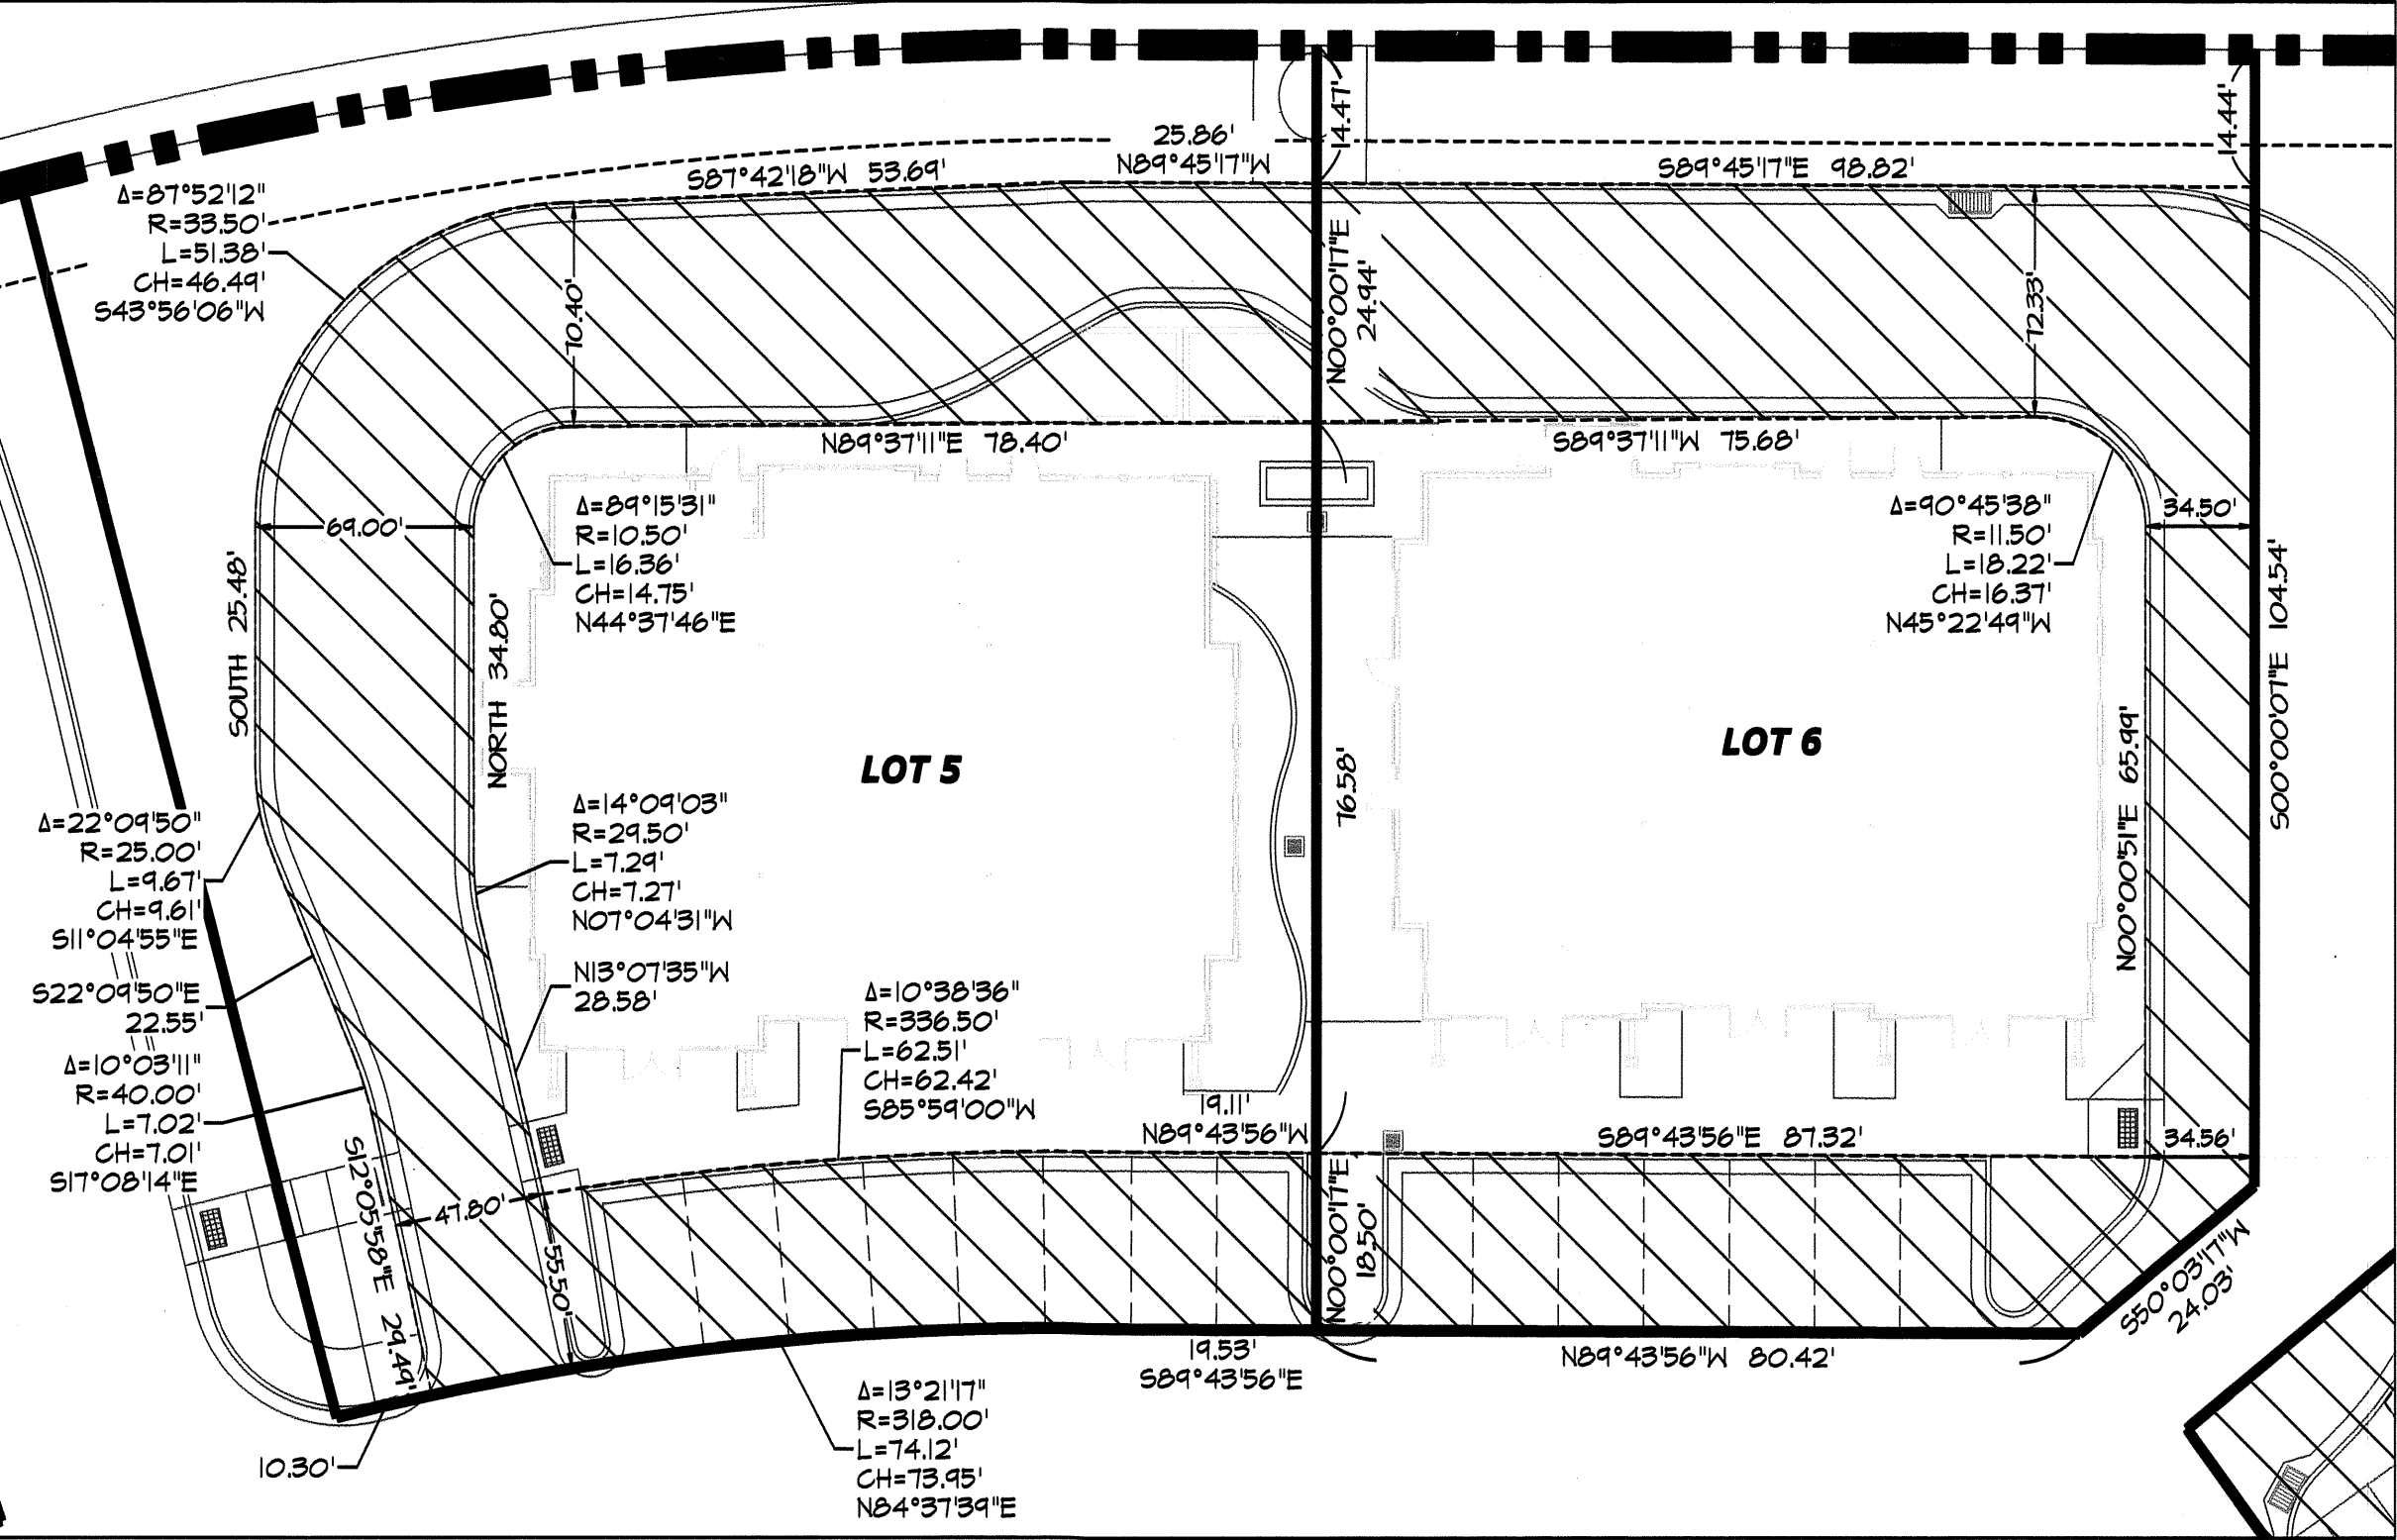 14.47'
14.44'
25.86'
N89°45'17"W
S87°42'18"W 53.69'
S89°45'17"E 98.82'
Δ=87°52'12"
R=33.50'
L=51.38'
CH=46.49'
S43°56'06"W
70.40'
N00°00'17"E
24.94'
72.33'
N89°37'11"E 78.40'
S89°37'11"W 75.68'
Δ=89°15'31"
R=10.50'
L=16.36'
CH=14.75'
N44°37'46"E
Δ=90°45'38"
R=11.50'
L=18.22'
CH=16.37'
N45°22'49"W
69.00'
34.50'
SOUTH 25.48'
NORTH 34.80'
S00°00'07"E 104.54'
LOT 5
LOT 6
76.58'
N00°00'51"E 65.99'
Δ=14°09'03"
R=29.50'
L=7.29'
CH=7.27'
N07°04'31"W
Δ=22°09'50"
R=25.00'
L=9.67'
CH=9.61'
S11°04'55"E
N13°07'35"W
28.58'
S22°09'50"E
22.55'
Δ=10°38'36"
R=336.50'
L=62.51'
CH=62.42'
S85°59'00"W
Δ=10°03'11"
R=40.00'
L=7.02'
CH=7.01'
S17°08'14"E
19.11'
N89°43'56"W
S89°43'56"E 87.32'
34.56'
S12°05'58"E 29.49'
47.80'
55.50'
N00°00'17"E
18.50'
S50°03'17"W
24.03'
19.53'
S89°43'56"E
N89°43'56"W 80.42'
Δ=13°21'17"
R=318.00'
L=74.12'
CH=73.95'
N84°37'39"E
10.30'